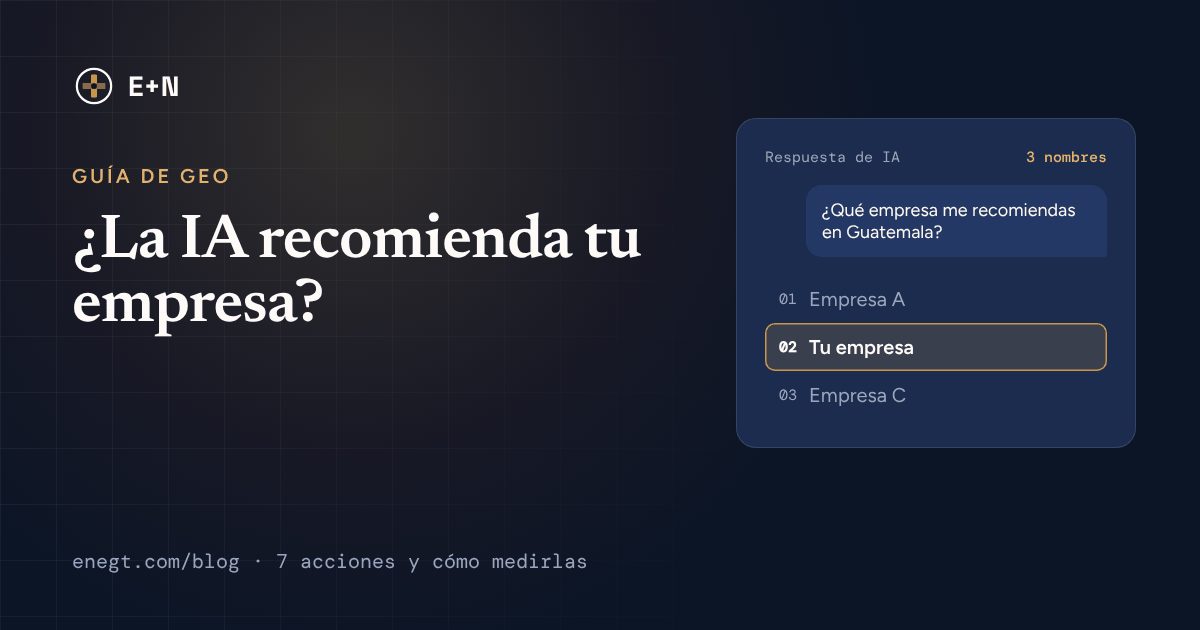 E+N
GUÍA DE GEO
¿La IA recomienda tu
empresa?
enegt.com/blog · 7 acciones y cómo medirlas
Respuesta de IA
3 nombres
¿Qué empresa me recomiendas
en Guatemala?
01 Empresa A
02 Tu empresa
03 Empresa C